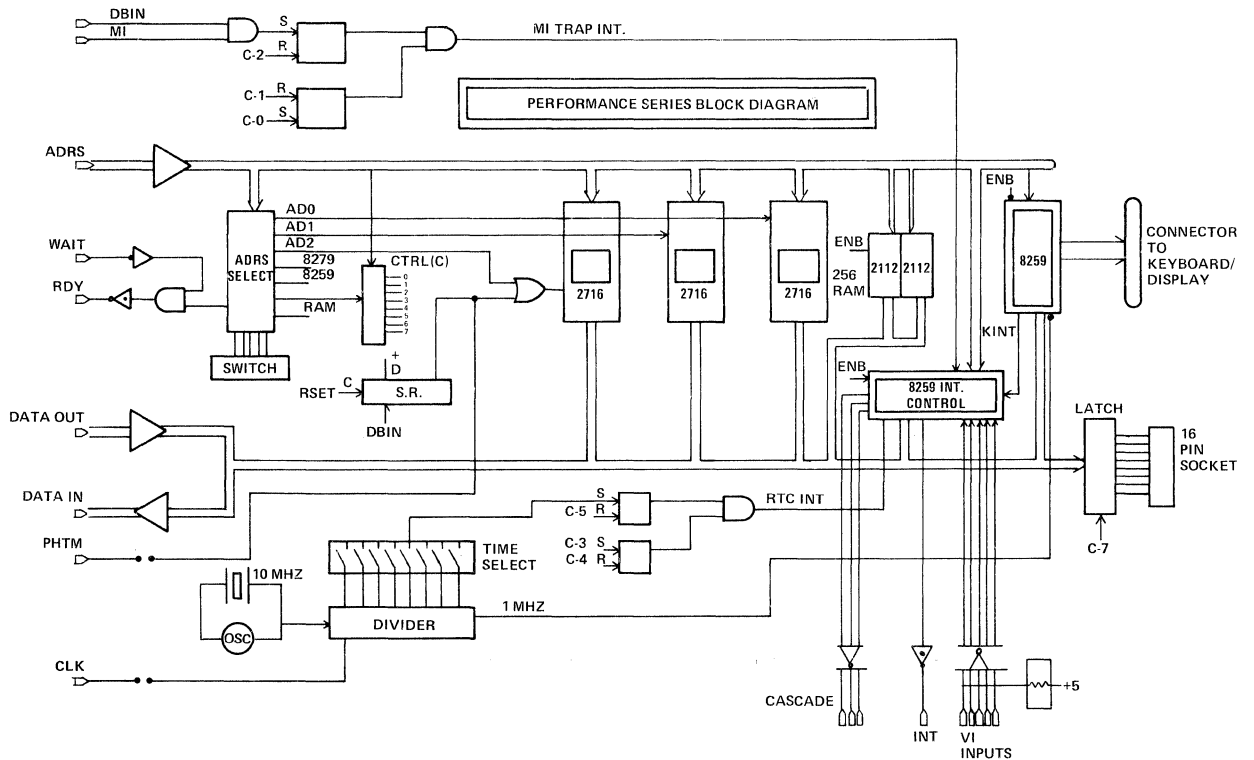 DBIN
MI
S
R
C-2
C-1
R
C-0
S
MI TRAP INT.
PERFORMANCE SERIES BLOCK DIAGRAM
ADRS
WAIT
RDY
ADRS
SELECT
AD0
AD1
AD2
8279
8259
RAM
SWITCH
CTRL(C)
0
1
2
3
4
5
6
7
+
D
C
RSET
S.R.
DBIN
2716
2716
2716
ENB
256
RAM
2112
2112
ENB
8259
CONNECTOR
TO
KEYBOARD/
DISPLAY
KINT
ENB
8259 INT.
CONTROL
DATA OUT
DATA IN
PHTM
LATCH
16
PIN
SOCKET
C-7
S
C-5
R
C-3
S
C-4
R
RTC INT
TIME
SELECT
10 MHZ
OSC
DIVIDER
1 MHZ
CLK
CASCADE
INT
VI
INPUTS
+5